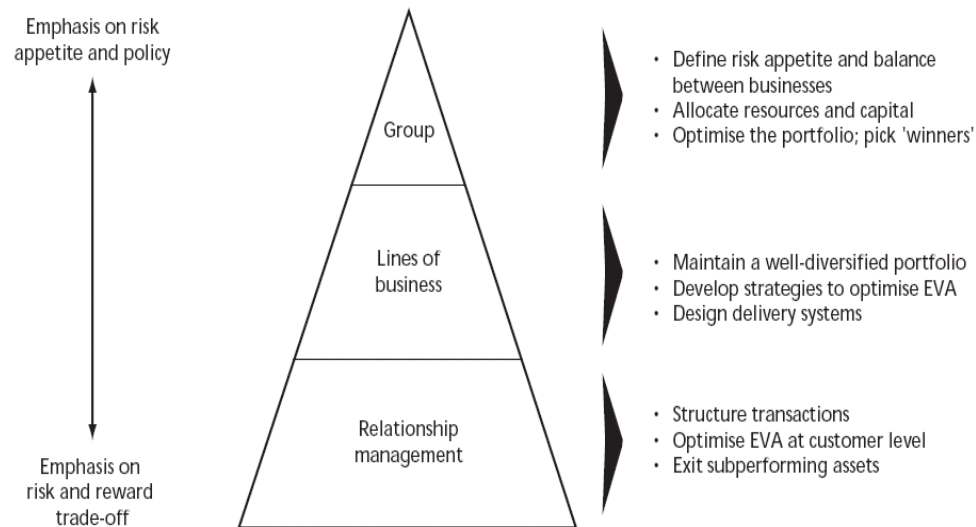 Emphasis on risk
appetite and policy
Emphasis on
risk and reward
trade-off
Group
Lines of
business
Relationship
management
• Define risk appetite and balance
between businesses
• Allocate resources and capital
• Optimise the portfolio; pick 'winners'
• Maintain a well-diversified portfolio
• Develop strategies to optimise EVA
• Design delivery systems
• Structure transactions
• Optimise EVA at customer level
• Exit subperforming assets